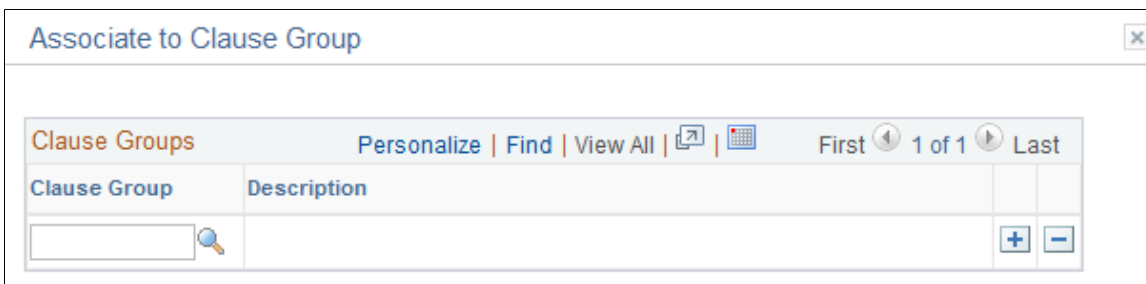 Associate to Clause Group
Clause Groups Personalize | Find | View All | | First 1 of 1 Last
Clause Group Description